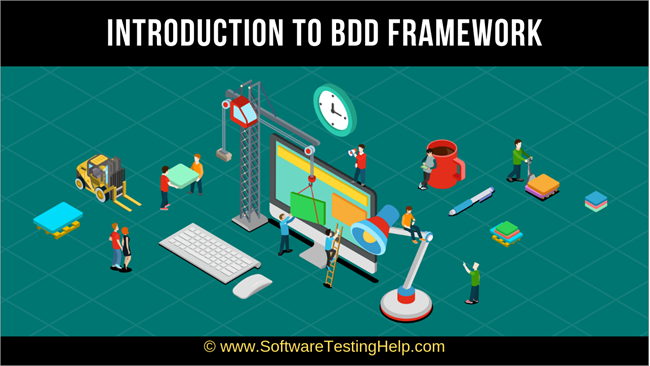 INTRODUCTION TO BDD FRAMEWORK
© www.SoftwareTestingHelp.com